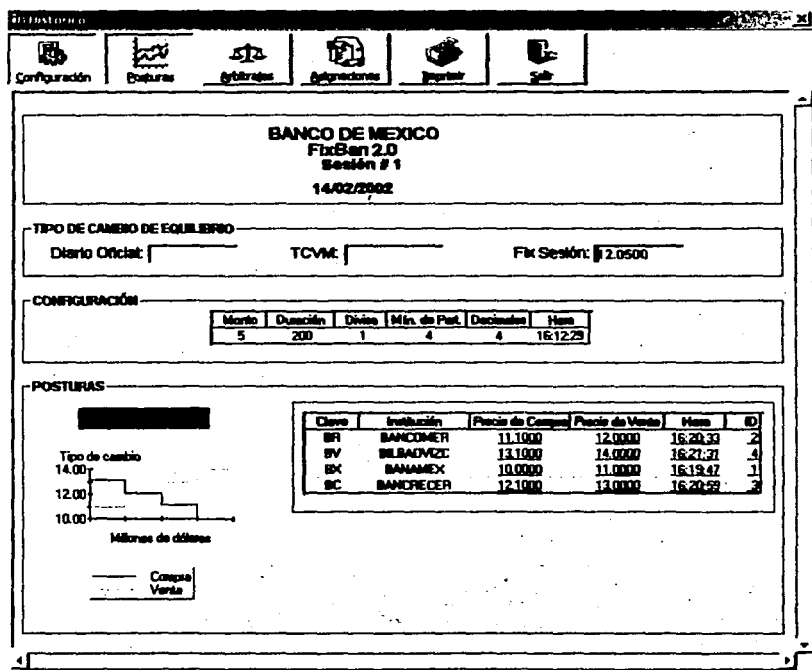 Histórico
Configuración Posturas Arbitrajes Asignaciones Imprimir Salir
BANCO DE MEXICO
FixBan 2.0
Sesión # 1
14/02/2002
TIPO DE CAMBIO DE EQUILIBRIO
Diario Oficial: TCVM: Fix Sesión: 12.0500
CONFIGURACIÓN
Monto Duración Divisa Mín. de Part. Decimales Hora
5 200 1 4 4 16:12:29
POSTURAS
Clave Institución Precio de Compra Precio de Venta Hora ID
BR BANCOMER 11.1000 12.0000 16:20:33 2
BV BILBAOVIZC 13.1000 14.0000 16:21:31 4
BX BANAMEX 10.0000 11.0000 16:19:47 1
BC BANCRECER 12.1000 13.0000 16:20:59 3
Tipo de cambio
14.00
12.00
10.00
Millones de dólares
Compra
Venta